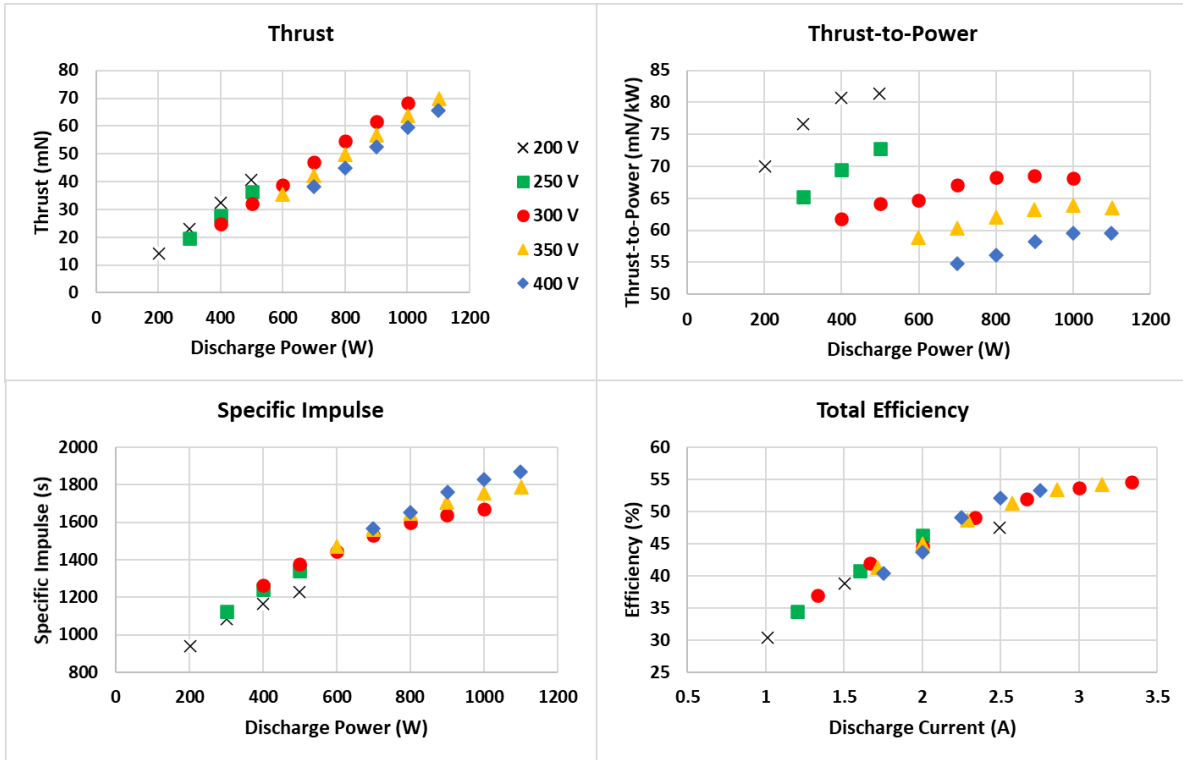 Thrust
Thrust (mN)
80
70
60
50
40
30
20
10
0
0 200 400 600 800 1000 1200
Discharge Power (W)
200 V
250 V
300 V
350 V
400 V
Thrust-to-Power
Thrust-to-Power (mN/kW)
85
80
75
70
65
60
55
50
0 200 400 600 800 1000 1200
Discharge Power (W)
Specific Impulse
Specific Impulse (s)
2000
1800
1600
1400
1200
1000
800
0 200 400 600 800 1000 1200
Discharge Power (W)
Total Efficiency
Efficiency (%)
60
55
50
45
40
35
30
25
0.5 1 1.5 2 2.5 3 3.5
Discharge Current (A)